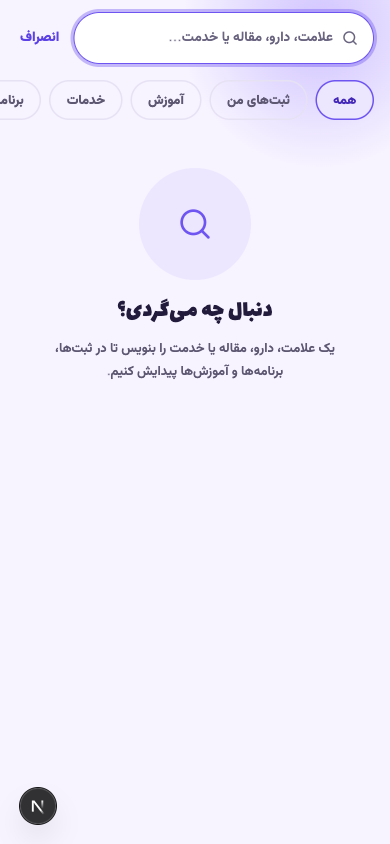 علامت، دارو، مقاله یا خدمت...
انصراف
همه
ثبت‌های من
آموزش
خدمات
برنامه
دنبال چه می‌گردی؟
یک علامت، دارو، مقاله یا خدمت را بنویس تا در ثبت‌ها،
برنامه‌ها و آموزش‌ها پیدایش کنیم.
N